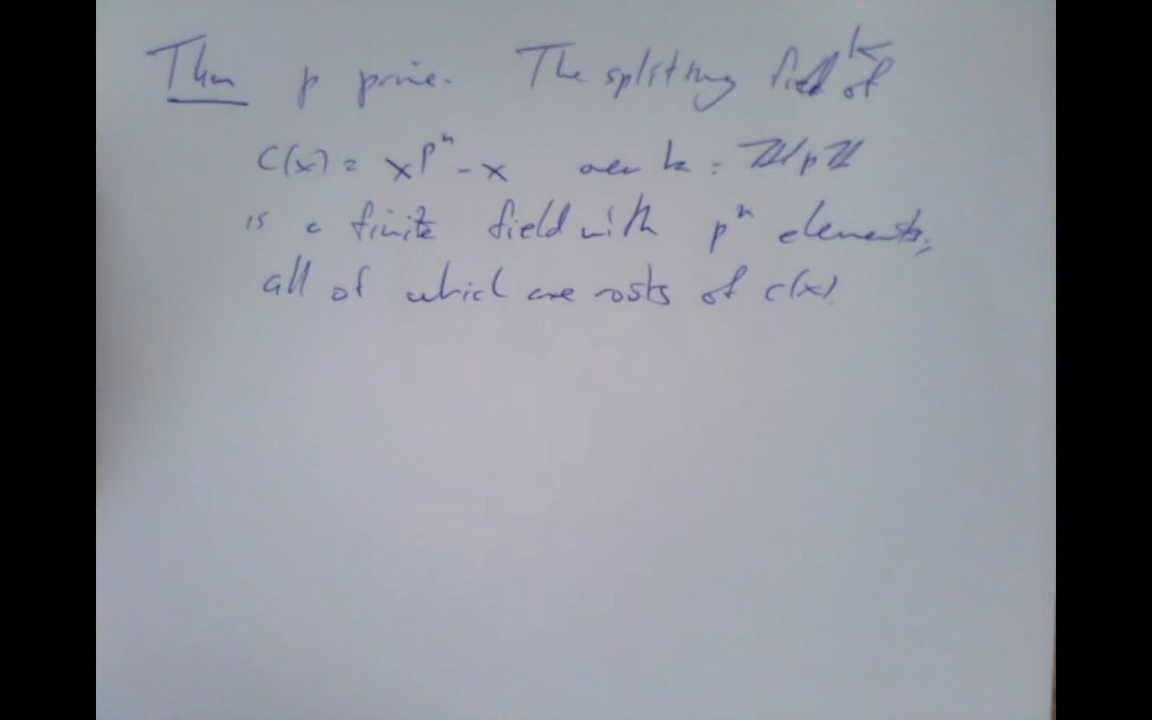 Thm p prime. The splitting field K of
c(x) = x^{p^n} - x over k = ℤ/pℤ
is a finite field with p^n elements,
all of which are roots of c(x).